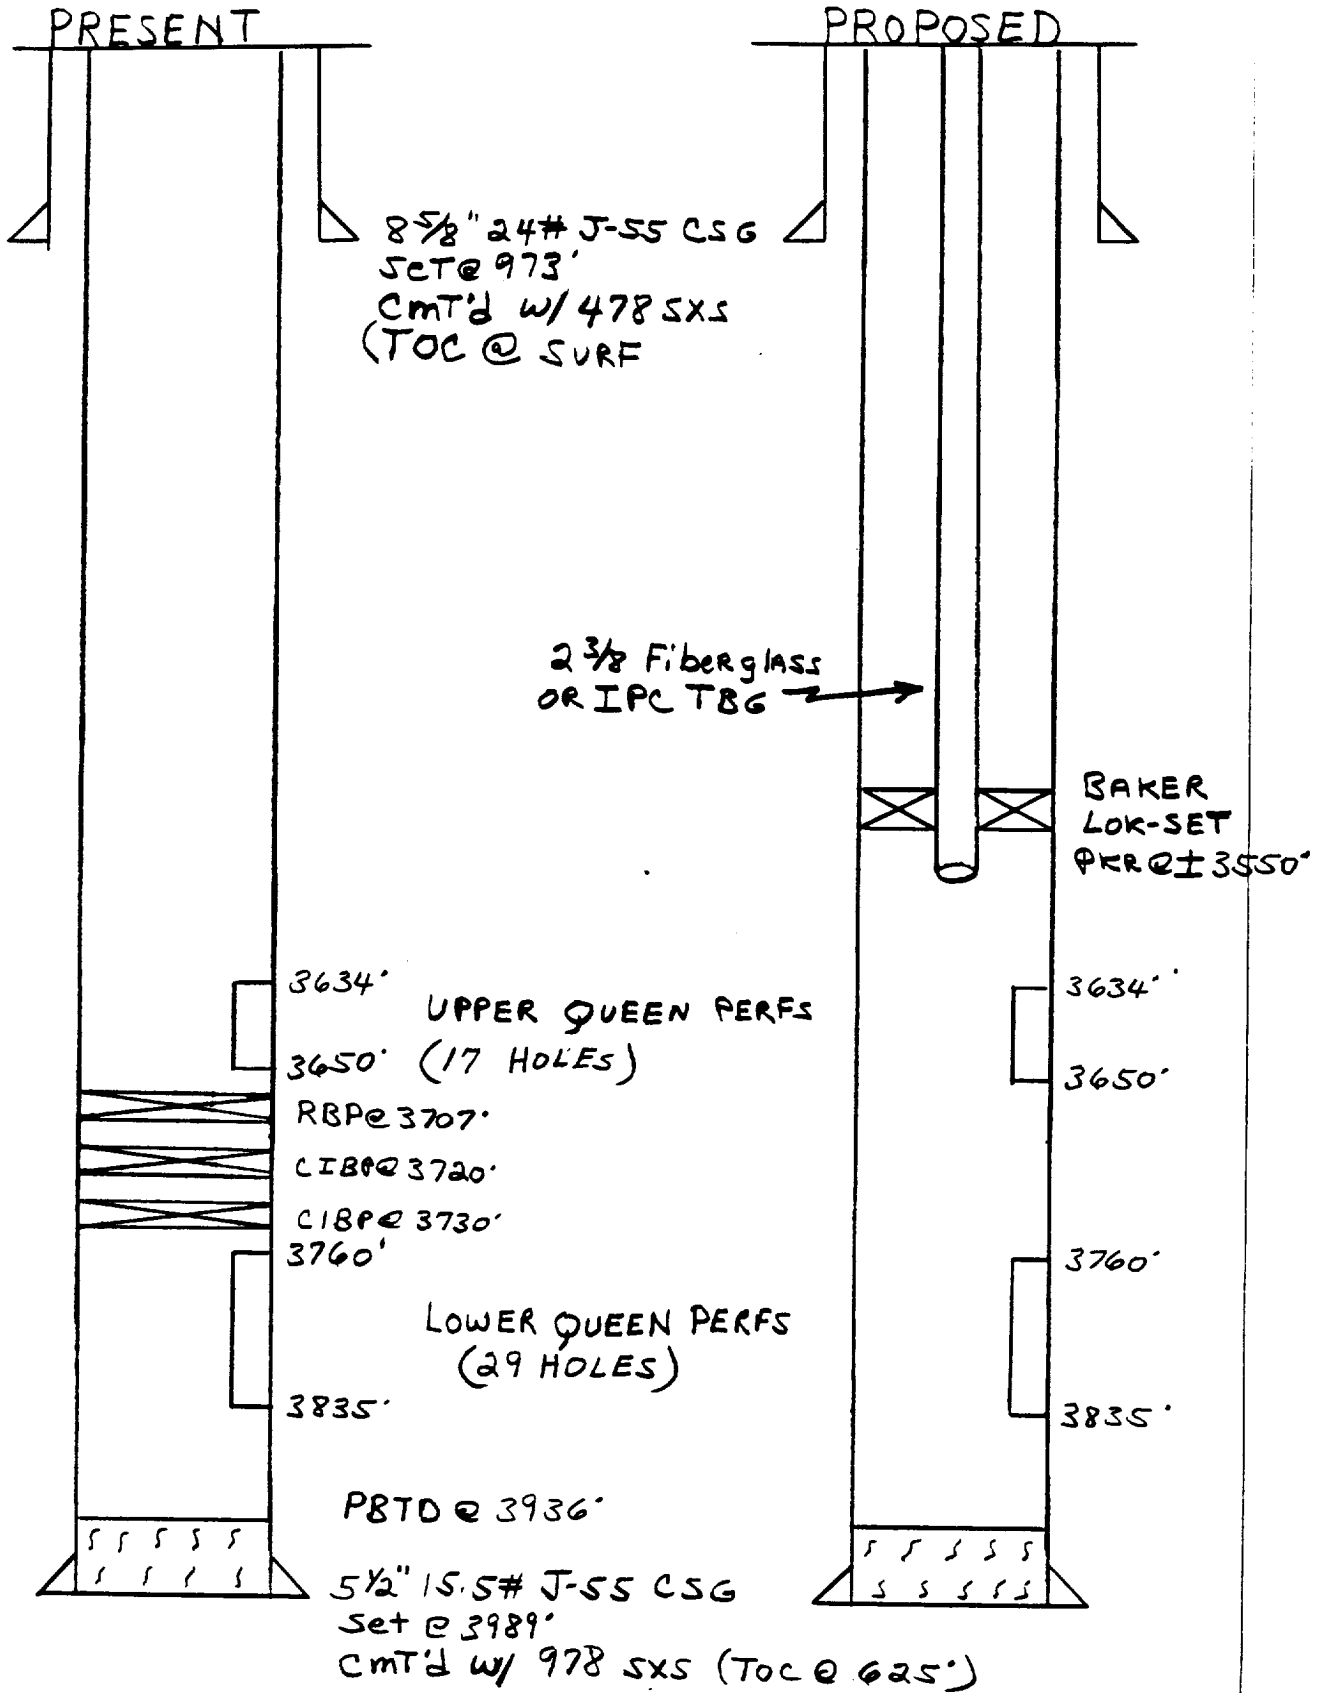 PRESENT
PROPOSED
8 5/8" 24# J-55 CSG
SET @ 973'
CmT'd w/ 478 SXS
(TOC @ SURF
2 3/8 Fiberglass
OR IPC TBG
BAKER
LOK-SET
PKR @ ± 3550'
3634'
UPPER QUEEN PERFS
3650' (17 HOLES)
RBP @ 3707'
CIBP @ 3720'
CIBP @ 3730'
3760'
LOWER QUEEN PERFS
(29 HOLES)
3835'
3634'
3650'
3760'
3835'
PBTD @ 3936'
5 1/2" 15.5# J-55 CSG
Set @ 3989'
CmT'd w/ 978 SXS (TOC @ 625')